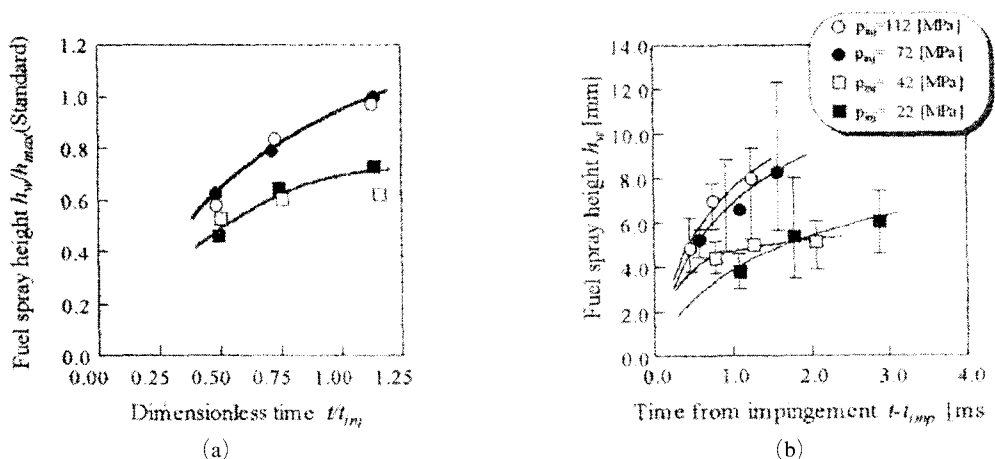 Fuel spray height h_w/h_max(Standard)
1.2
1.0
0.8
0.6
0.4
0.2
0.0
0.00 0.25 0.50 0.75 1.00 1.25
Dimensionless time t/t_inj
(a)
p_inj=112 [MPa]
p_inj= 72 [MPa]
p_inj= 42 [MPa]
p_inj= 22 [MPa]
Fuel spray height h_w [mm]
14.0
12.0
10.0
8.0
6.0
4.0
2.0
0.0
0.0 1.0 2.0 3.0 4.0
Time from impingement t-t_imp [ms
(b)